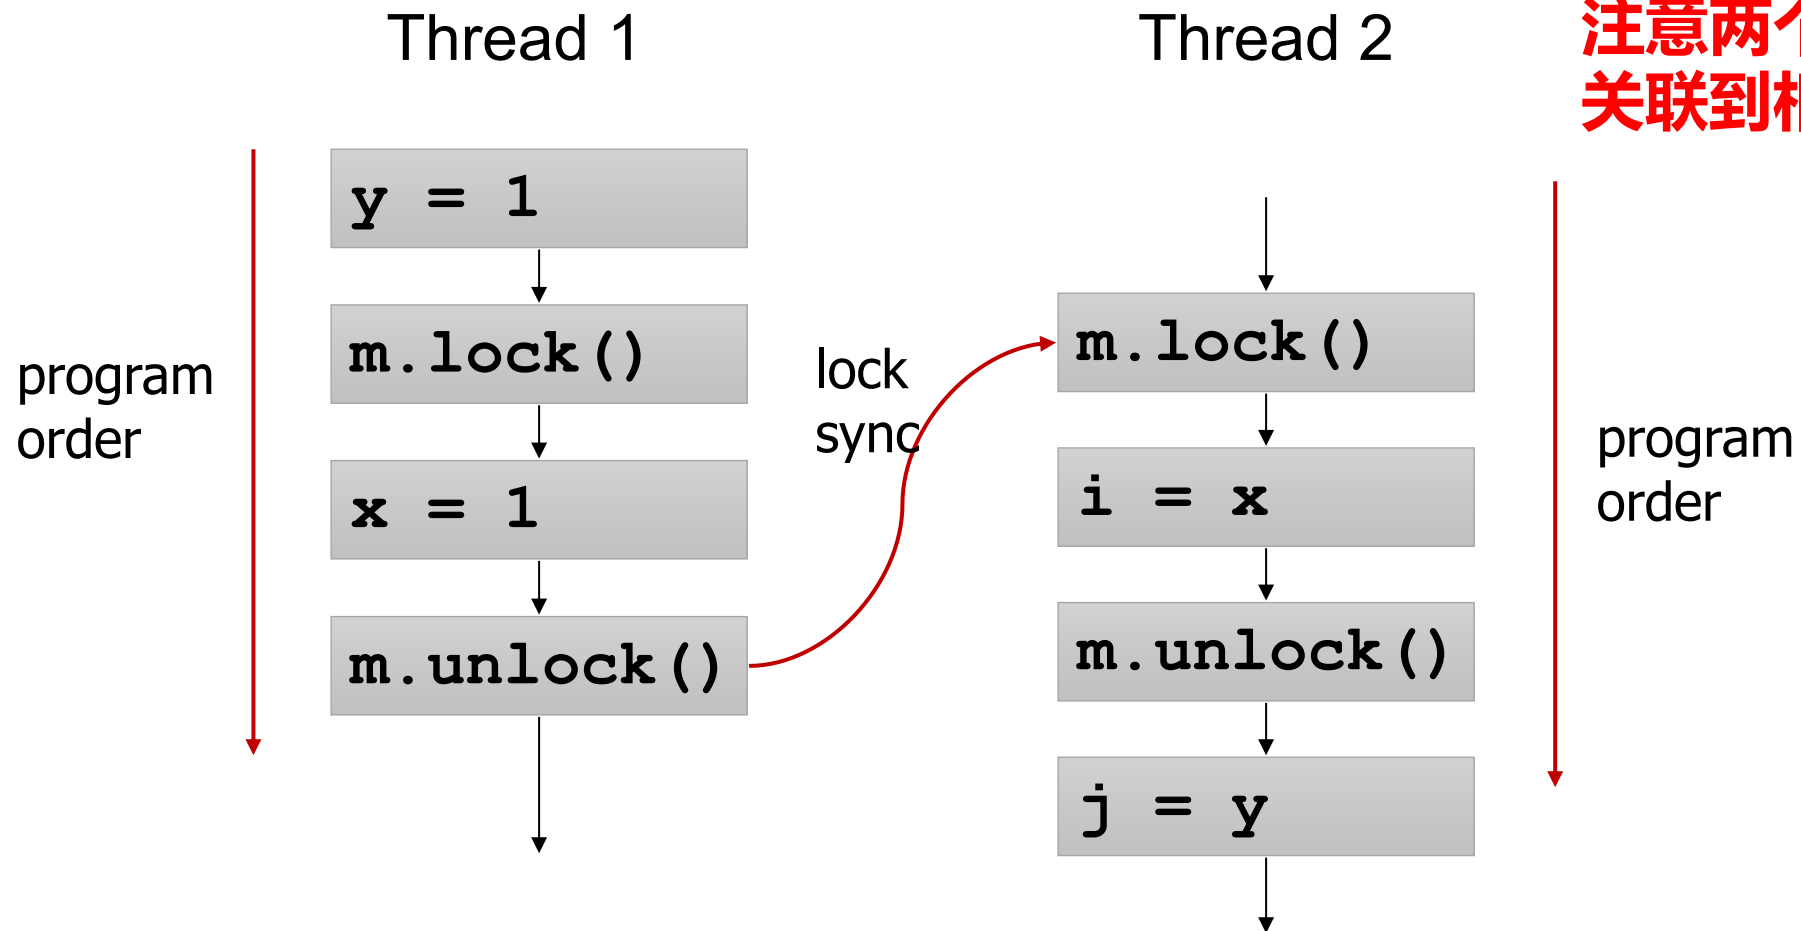 Thread 1
Thread 2
注意两
关联到
y = 1
m.lock()
x = 1
m.unlock()
program
order
lock
sync
m.lock()
i = x
m.unlock()
j = y
program
order